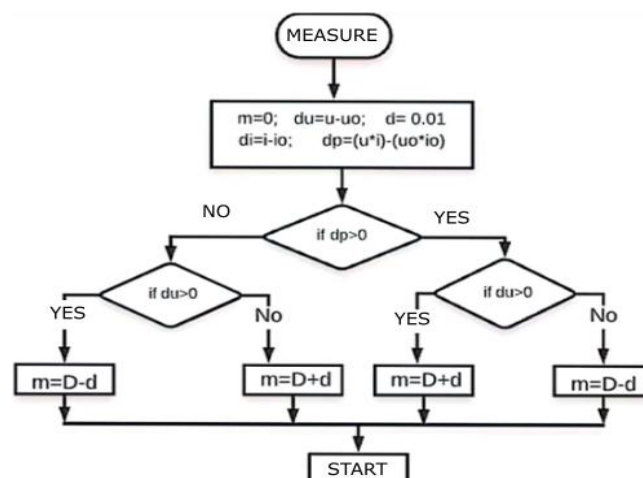 MEASURE
m=0; du=u-uo; d= 0.01
di=i-io; dp=(u*i)-(uo*io)
NO
YES
if dp>0
if du>0
if du>0
YES
No
YES
No
m=D-d
m=D+d
m=D+d
m=D-d
START